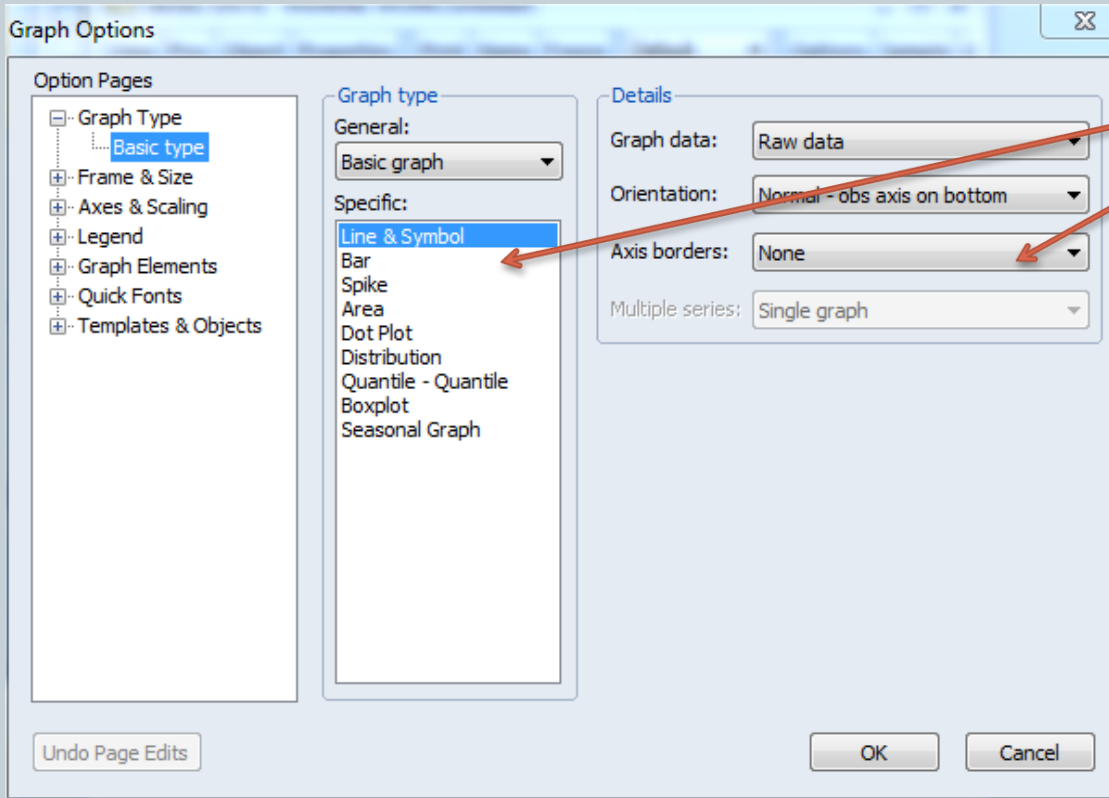 Graph Options
Option Pages
Graph Type
Basic type
Frame & Size
Axes & Scaling
Legend
Graph Elements
Quick Fonts
Templates & Objects
Graph type
General:
Basic graph
Specific:
Line & Symbol
Bar
Spike
Area
Dot Plot
Distribution
Quantile - Quantile
Boxplot
Seasonal Graph
Details
Graph data: Raw data
Orientation: Normal - obs axis on bottom
Axis borders: None
Multiple series: Single graph
Undo Page Edits
OK
Cancel